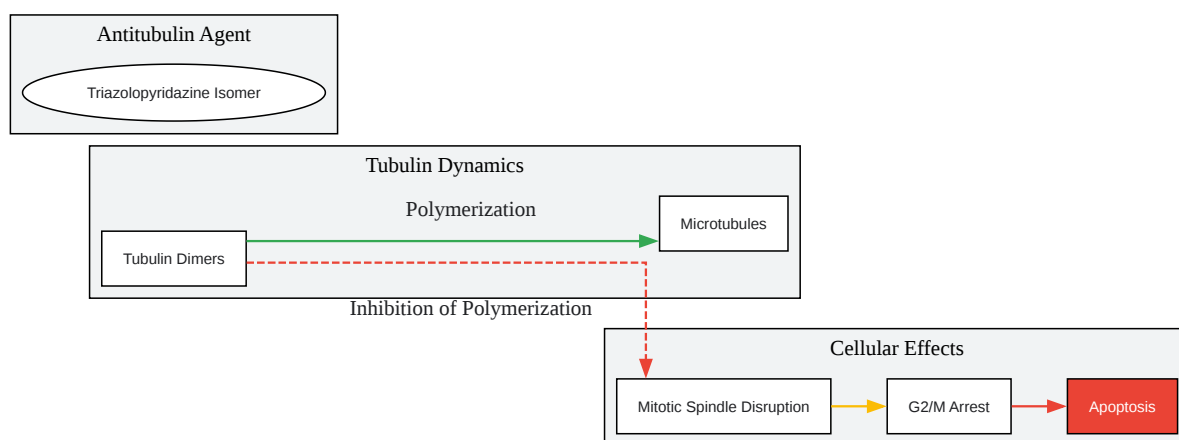 Antitubulin Agent
Triazolopyridazine Isomer
Tubulin Dynamics
Polymerization
Microtubules
Tubulin Dimers
Inhibition of Polymerization
Cellular Effects
Mitotic Spindle Disruption
G2/M Arrest
Apoptosis